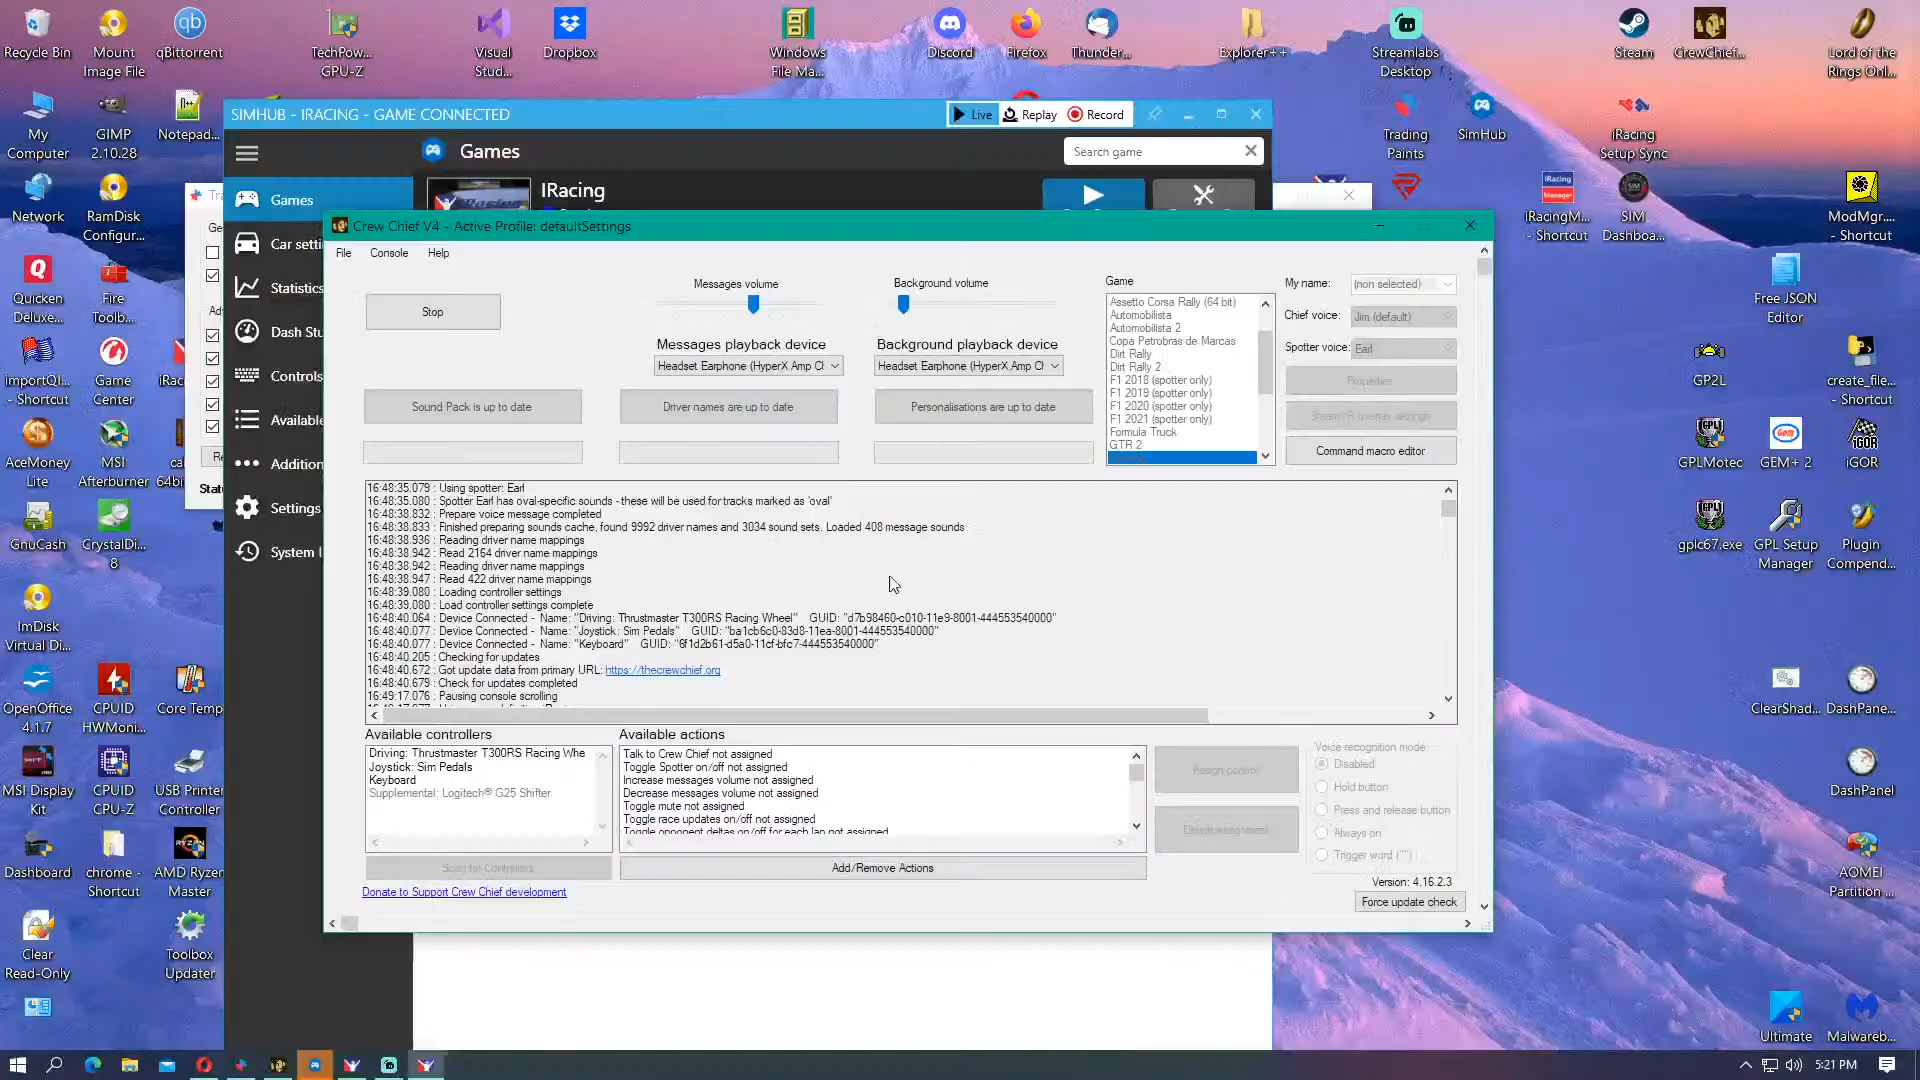 Recycle Bin
Mount
Image File
qBittorrent
TechPow...
GPU-Z
Visual
Stud...
Dropbox
Windows
File Ma...
Discord
Firefox
Thunder...
Explorer++
Streamlabs
Desktop
Steam
CrewChief...
Lord of the
Rings Onl...
My
Computer
GIMP
2.10.28
Notepad...
Trading
Paints
SimHub
iRacing
Setup Sync
Network
RamDisk
Configur...
iRacingM...
- Shortcut
SIM
Dashboa...
ModMgr....
- Shortcut
Quicken
Deluxe...
Fire
Toolb...
Free JSON
Editor
importQI...
- Shortcut
Game
Center
GP2L
create_file...
- Shortcut
AceMoney
Lite
MSI
Afterburner
GPLMotec
GEM+ 2
iGOR
GnuCash
CrystalDi...
8
gplc67.exe
GPL Setup
Manager
Plugin
Compend...
ImDisk
Virtual Di...
OpenOffice
4.1.7
CPUID
HWMoni...
Core Temp
ClearShad...
DashPane...
MSI Display
Kit
CPUID
CPU-Z
USB Printer
Controller
DashPanel
Dashboard
chrome -
Shortcut
AMD Ryzen
Master
AOMEI
Partition ...
Clear
Read-Only
Toolbox
Updater
Ultimate
Malwareb...
SIMHUB - IRACING - GAME CONNECTED
Live
Replay
Record
Games
Search game
IRacing
Games
Car setti
Statistics
Dash Stu
Controls
Available
Addition
Settings
System l
Crew Chief V4 - Active Profile: defaultSettings
File
Console
Help
Stop
Messages volume
Background volume
Messages playback device
Headset Earphone (HyperX Amp Cl
Background playback device
Headset Earphone (HyperX Amp Cl
Sound Pack is up to date
Driver names are up to date
Personalisations are up to date
Game
Assetto Corsa Rally (64 bit)
Automobilista
Automobilista 2
Copa Petrobras de Marcas
Dirt Rally
Dirt Rally 2
F1 2018 (spotter only)
F1 2019 (spotter only)
F1 2020 (spotter only)
F1 2021 (spotter only)
Formula Truck
GTR 2
My name:
(non selected)
Chief voice:
Jim (default)
Spotter voice:
Earl
Properties
SteamVR overlay settings
Command macro editor
16:48:35.079 : Using spotter: Earl
16:48:35.080 : Spotter Earl has oval-specific sounds - these will be used for tracks marked as 'oval'
16:48:38.832 : Prepare voice message completed
16:48:38.833 : Finished preparing sounds cache, found 9992 driver names and 3034 sound sets. Loaded 408 message sounds
16:48:38.936 : Reading driver name mappings
16:48:38.942 : Read 2164 driver name mappings
16:48:38.942 : Reading driver name mappings
16:48:38.947 : Read 422 driver name mappings
16:48:39.080 : Loading controller settings
16:48:39.080 : Load controller settings complete
16:48:40.064 : Device Connected - Name: "Driving: Thrustmaster T300RS Racing Wheel" GUID: "d7b98460-c010-11e9-8001-444553540000"
16:48:40.077 : Device Connected - Name: "Joystick: Sim Pedals" GUID: "ba1cb6c0-83d8-11ea-8001-444553540000"
16:48:40.077 : Device Connected - Name: "Keyboard" GUID: "6f1d2b61-d5a0-11cf-bfc7-444553540000"
16:48:40.205 : Checking for updates
16:48:40.672 : Got update data from primary URL: https://thecrewchief.org
16:48:40.679 : Check for updates completed
16:49:17.076 : Pausing console scrolling
Available controllers
Driving: Thrustmaster T300RS Racing Whe
Joystick: Sim Pedals
Keyboard
Supplemental: Logitech® G25 Shifter
Scan for Controllers
Donate to Support Crew Chief development
Available actions
Talk to Crew Chief not assigned
Toggle Spotter on/off not assigned
Increase messages volume not assigned
Decrease messages volume not assigned
Toggle mute not assigned
Toggle race updates on/off not assigned
Toggle opponent deltas on/off for each lap not assigned
Add/Remove Actions
Assign control
Delete assignment
Voice recognition mode
Disabled
Hold button
Press and release button
Always on
Trigger word ("")
Version: 4.16.2.3
Force update check
5:21 PM